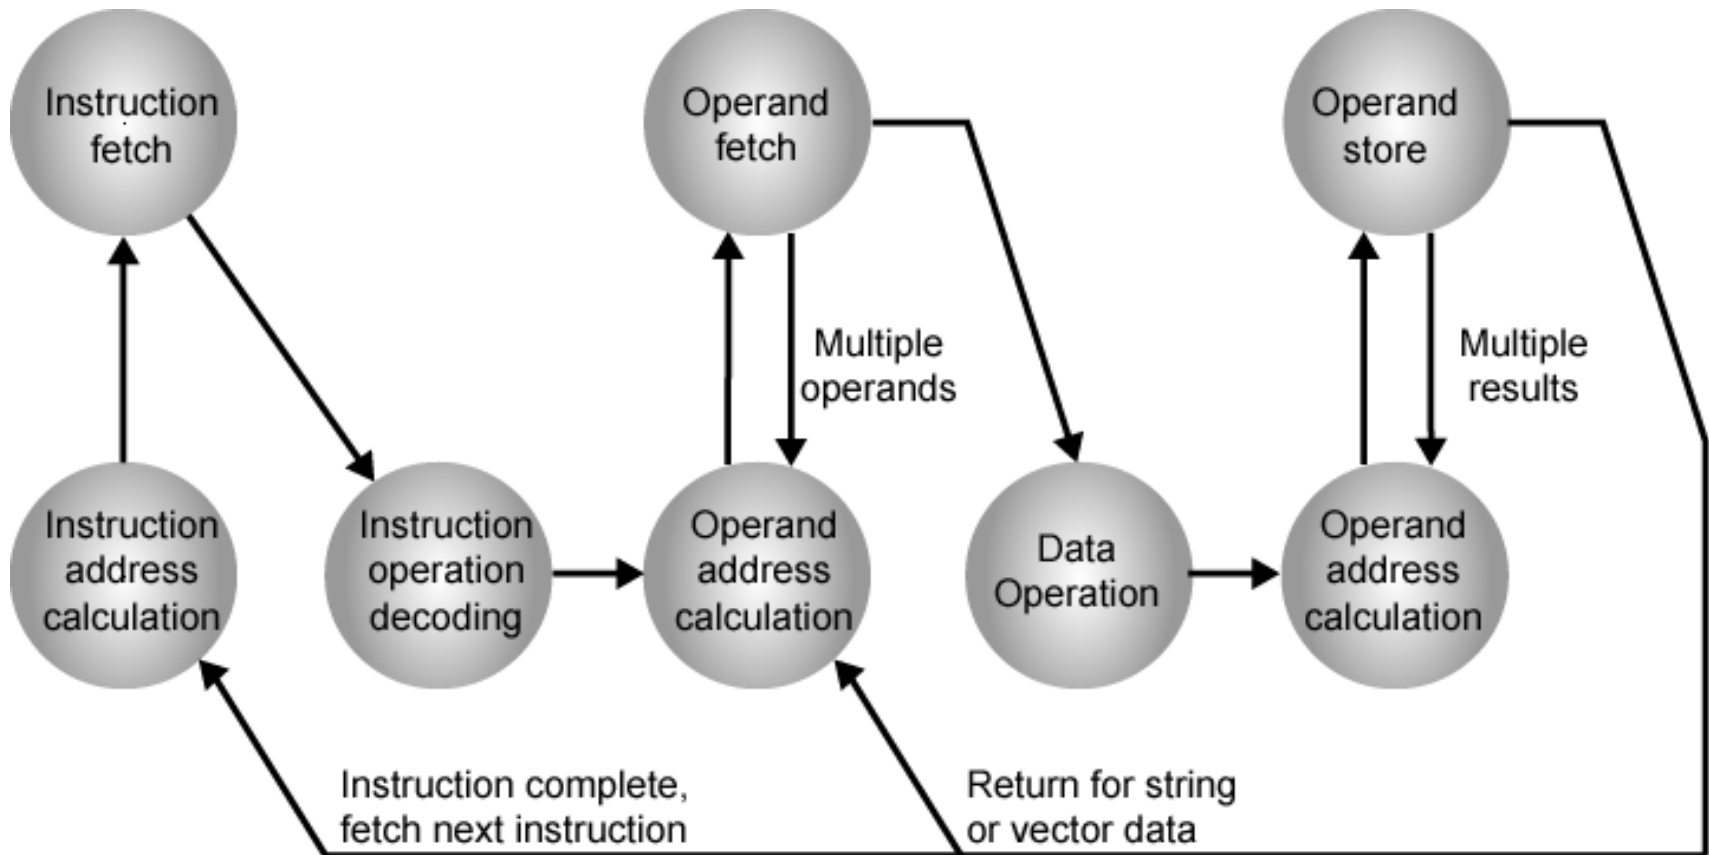 Instruction
fetch
Operand
fetch
Operand
store
Multiple
operands
Multiple
results
Instruction
address
calculation
Instruction
operation
decoding
Operand
address
calculation
Data
Operation
Operand
address
calculation
Instruction complete,
fetch next instruction
Return for string
or vector data